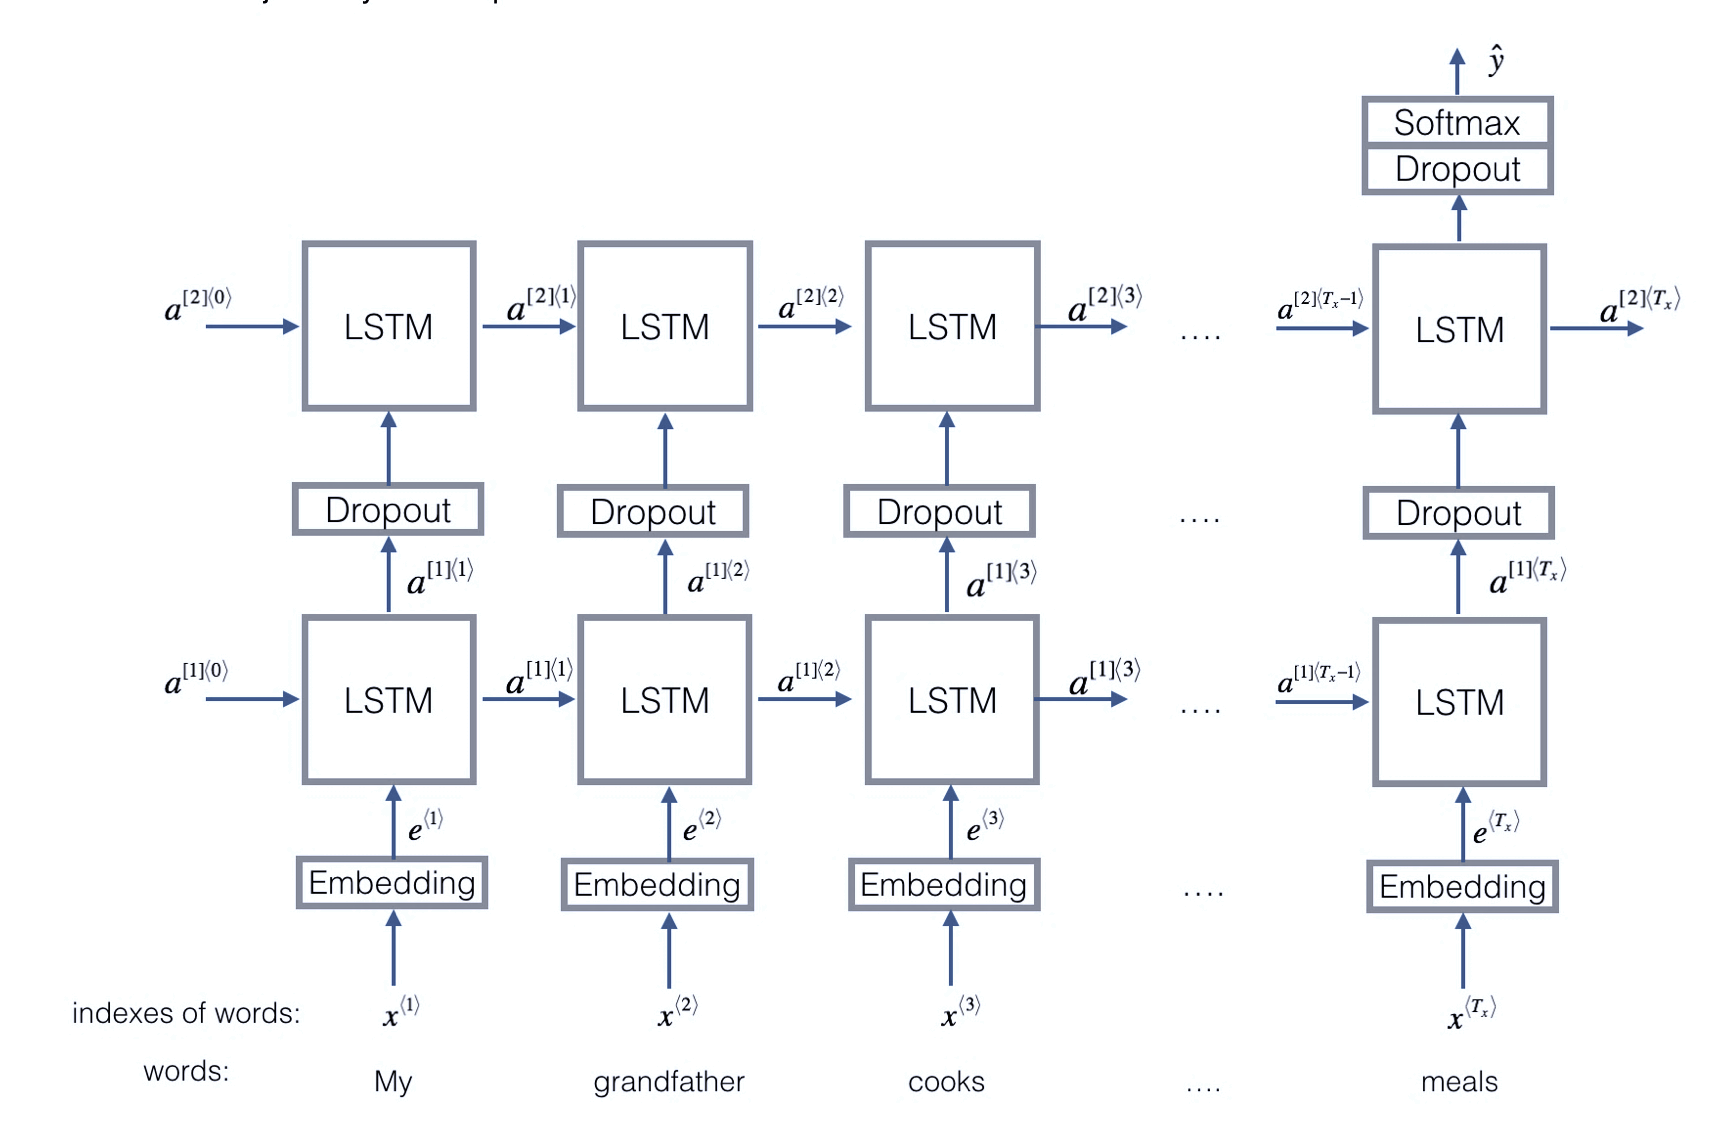 ŷ
Softmax
Dropout
a[2]⟨0⟩ LSTM a[2]⟨1⟩ LSTM a[2]⟨2⟩ LSTM a[2]⟨3⟩ .... a[2]⟨Tx−1⟩ LSTM a[2]⟨Tx⟩
Dropout Dropout Dropout .... Dropout
a[1]⟨1⟩ a[1]⟨2⟩ a[1]⟨3⟩ a[1]⟨Tx⟩
a[1]⟨0⟩ LSTM a[1]⟨1⟩ LSTM a[1]⟨2⟩ LSTM a[1]⟨3⟩ .... a[1]⟨Tx−1⟩ LSTM
e⟨1⟩ e⟨2⟩ e⟨3⟩ e⟨Tx⟩
Embedding Embedding Embedding .... Embedding
indexes of words: x⟨1⟩ x⟨2⟩ x⟨3⟩ x⟨Tx⟩
words: My grandfather cooks .... meals